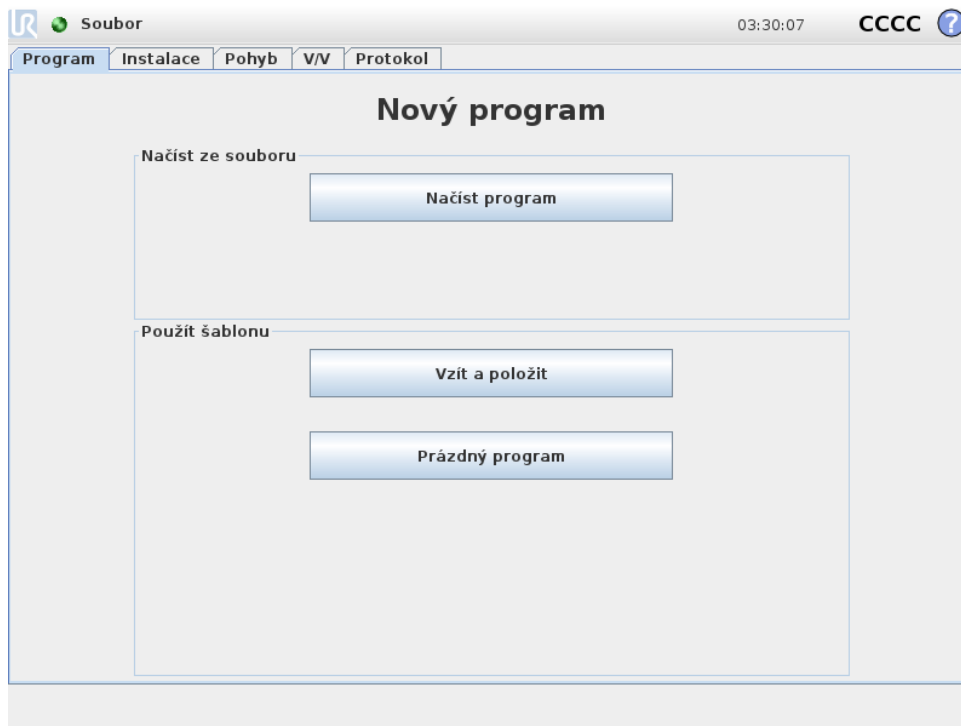 UR Soubor 03:30:07 CCCC ?
Program Instalace Pohyb V/V Protokol
Nový program
Načíst ze souboru
Načíst program
Použít šablonu
Vzít a položit
Prázdný program